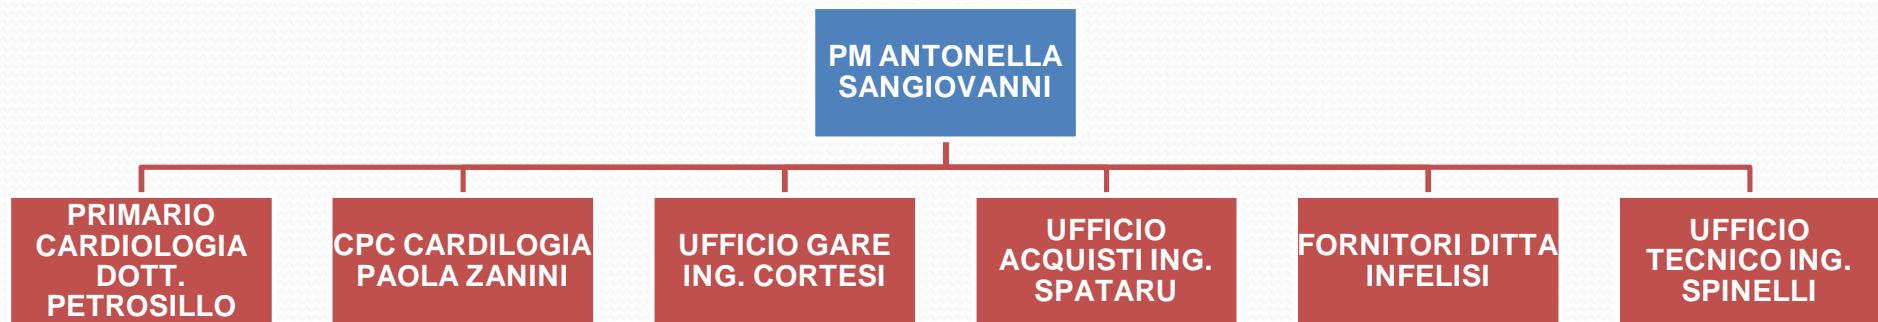 PM ANTONELLA
SANGIOVANNI
PRIMARIO
CARDIOLOGIA
DOTT.
PETROSILLO
CPC CARDILOGIA
PAOLA ZANINI
UFFICIO GARE
ING. CORTESI
UFFICIO
ACQUISTI ING.
SPATARU
FORNITORI DITTA
INFELISI
UFFICIO
TECNICO ING.
SPINELLI